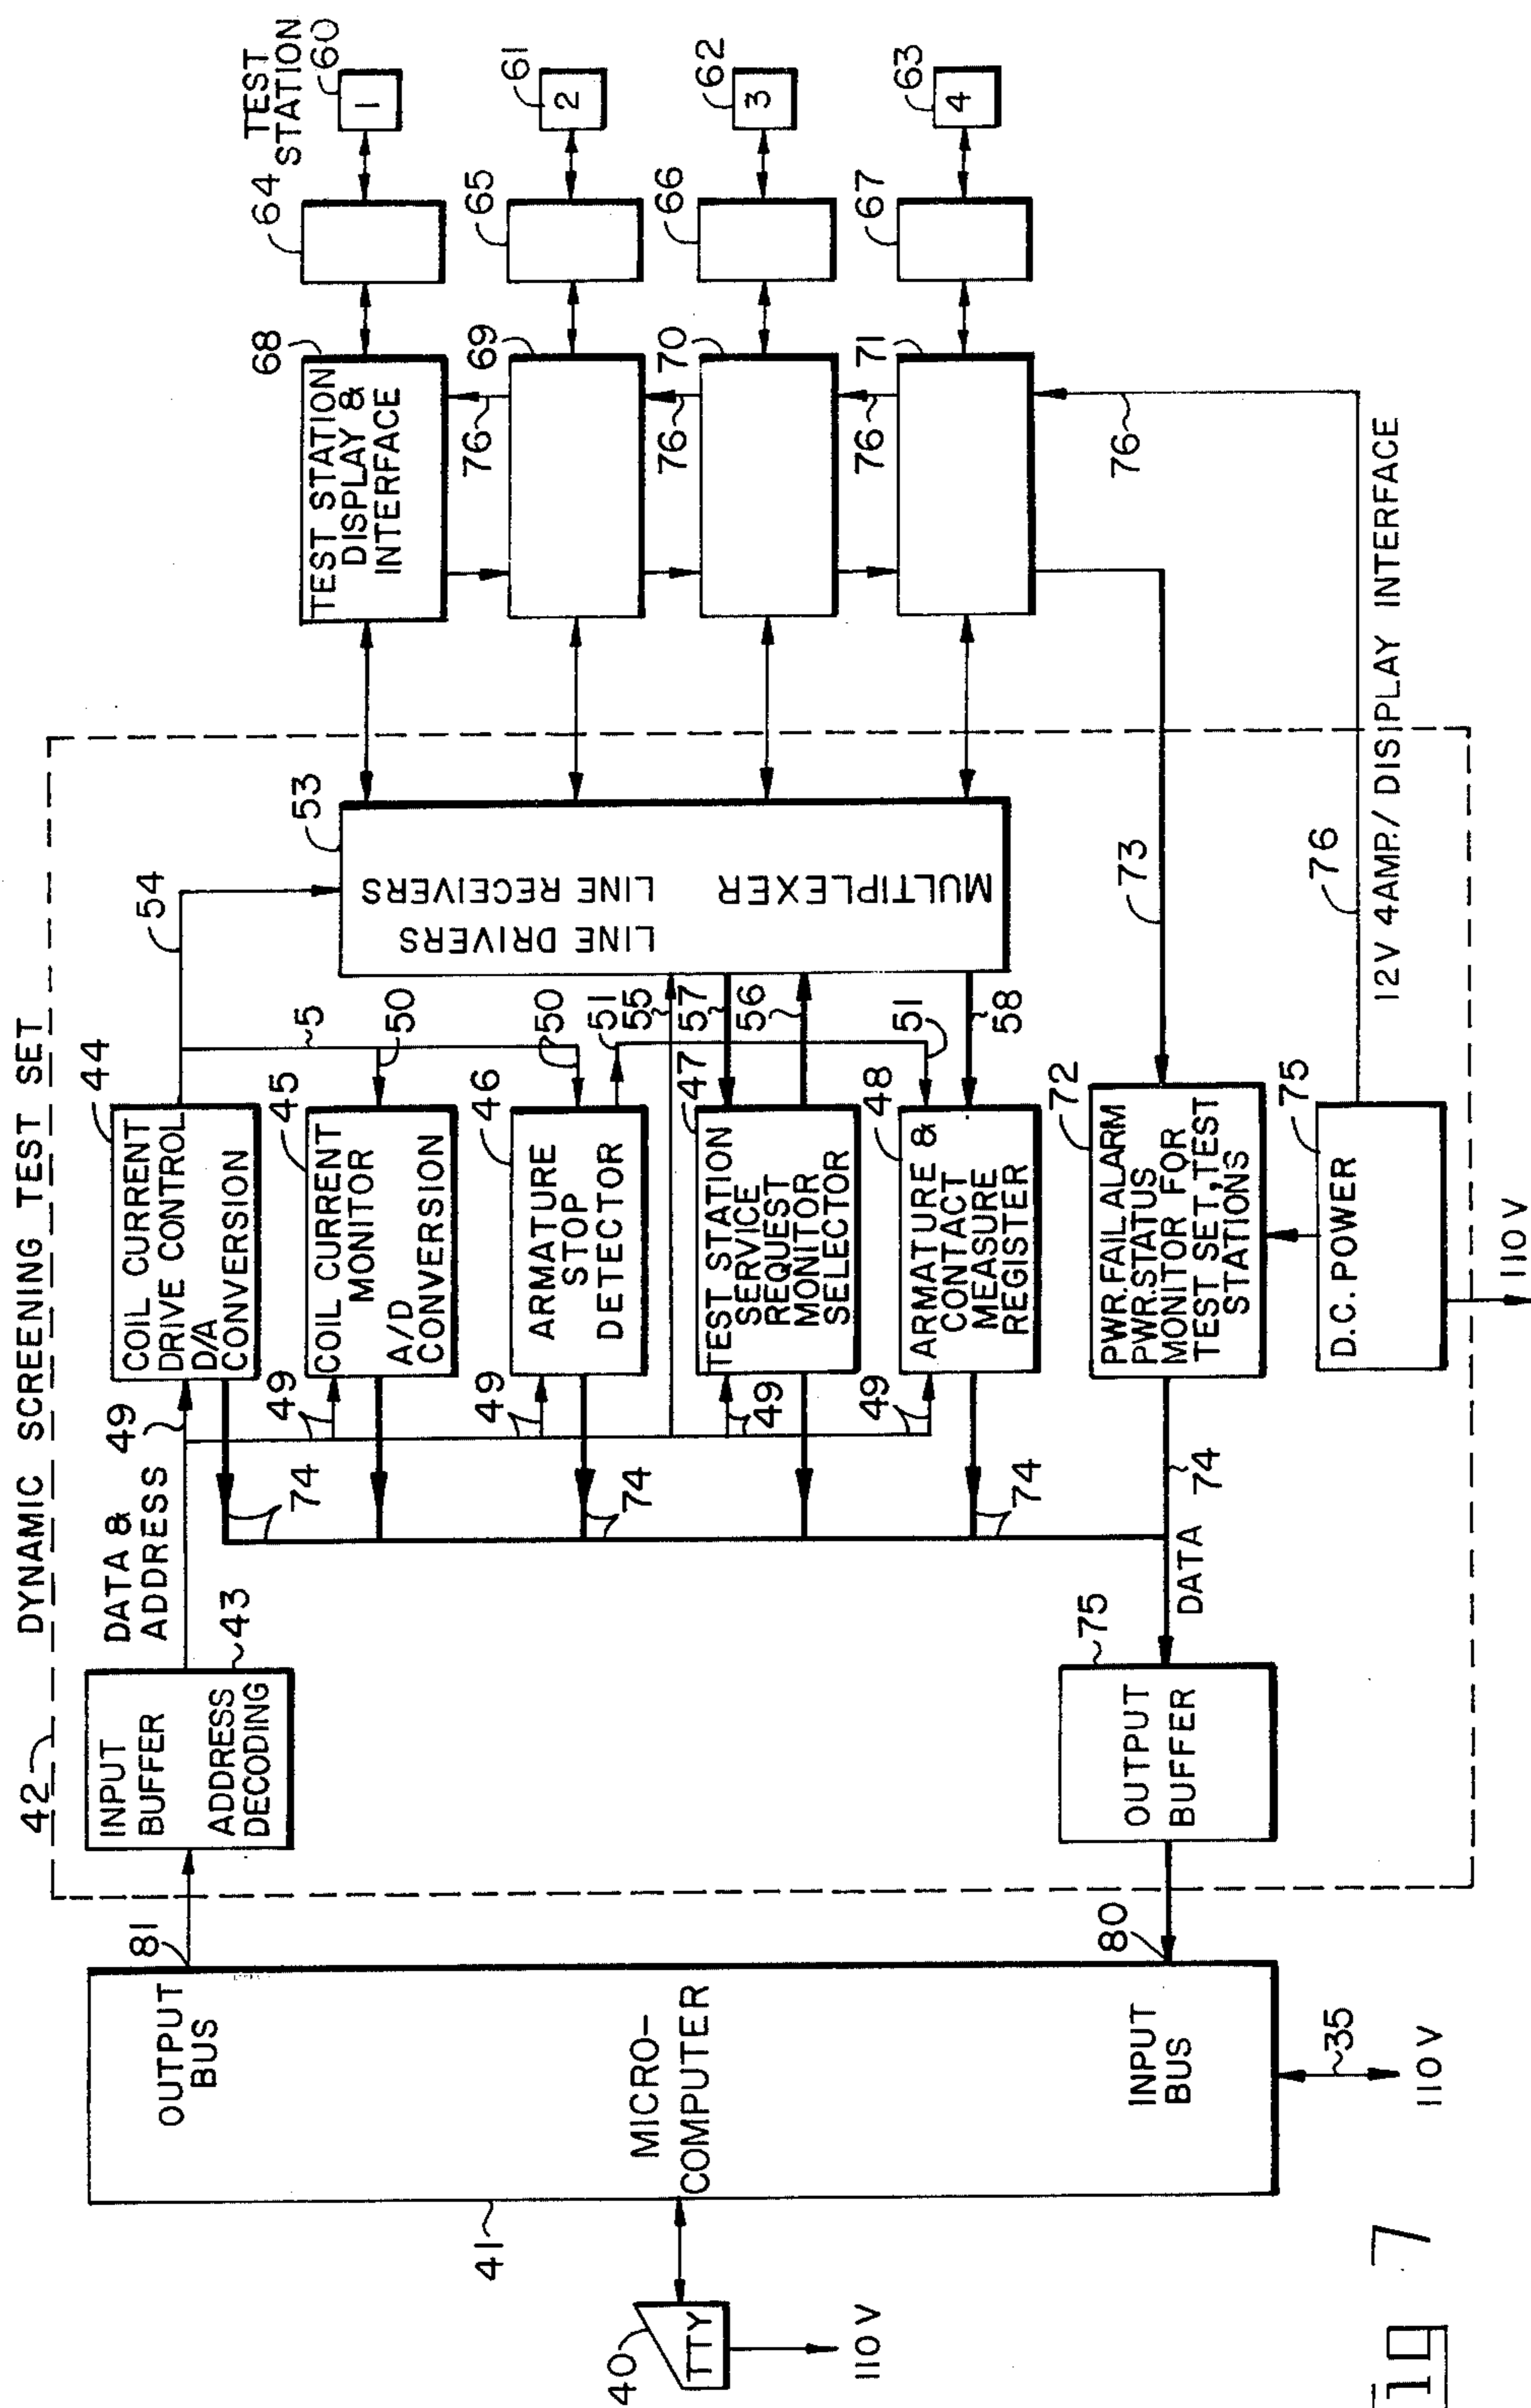 DYNAMIC SCREENING TEST SET
42
TTY
40
110 V
41
OUTPUT
BUS
MICRO-
COMPUTER
INPUT
BUS
81
80
35
110 V
INPUT
BUFFER
ADDRESS
DECODING
43
DATA &
ADDRESS
49
OUTPUT
BUFFER
75
DATA
74
74
74
74
49
49
49
49
COIL CURRENT
DRIVE CONTROL
D/A
CONVERSION
44
COIL CURRENT
MONITOR
A/D
CONVERSION
45
ARMATURE
STOP
DETECTOR
46
TEST STATION
SERVICE
REQUEST
MONITOR
SELECTOR
47
ARMATURE &
CONTACT
MEASURE
REGISTER
48
PWR. FAIL ALARM
PWR. STATUS
MONITOR FOR
TEST SET, TEST
STATIONS
72
D.C. POWER
75
110 V
54
5
50
50
51
55
57
56
51
58
LINE DRIVERS
LINE RECEIVERS
MULTIPLEXER
53
73
76
12V 4AMP./ DISPLAY INTERFACE
TEST STATION
DISPLAY &
INTERFACE
68
69
70
71
76
76
76
76
64
65
66
67
TEST
STATION
60
1
61
2
62
3
63
4
7